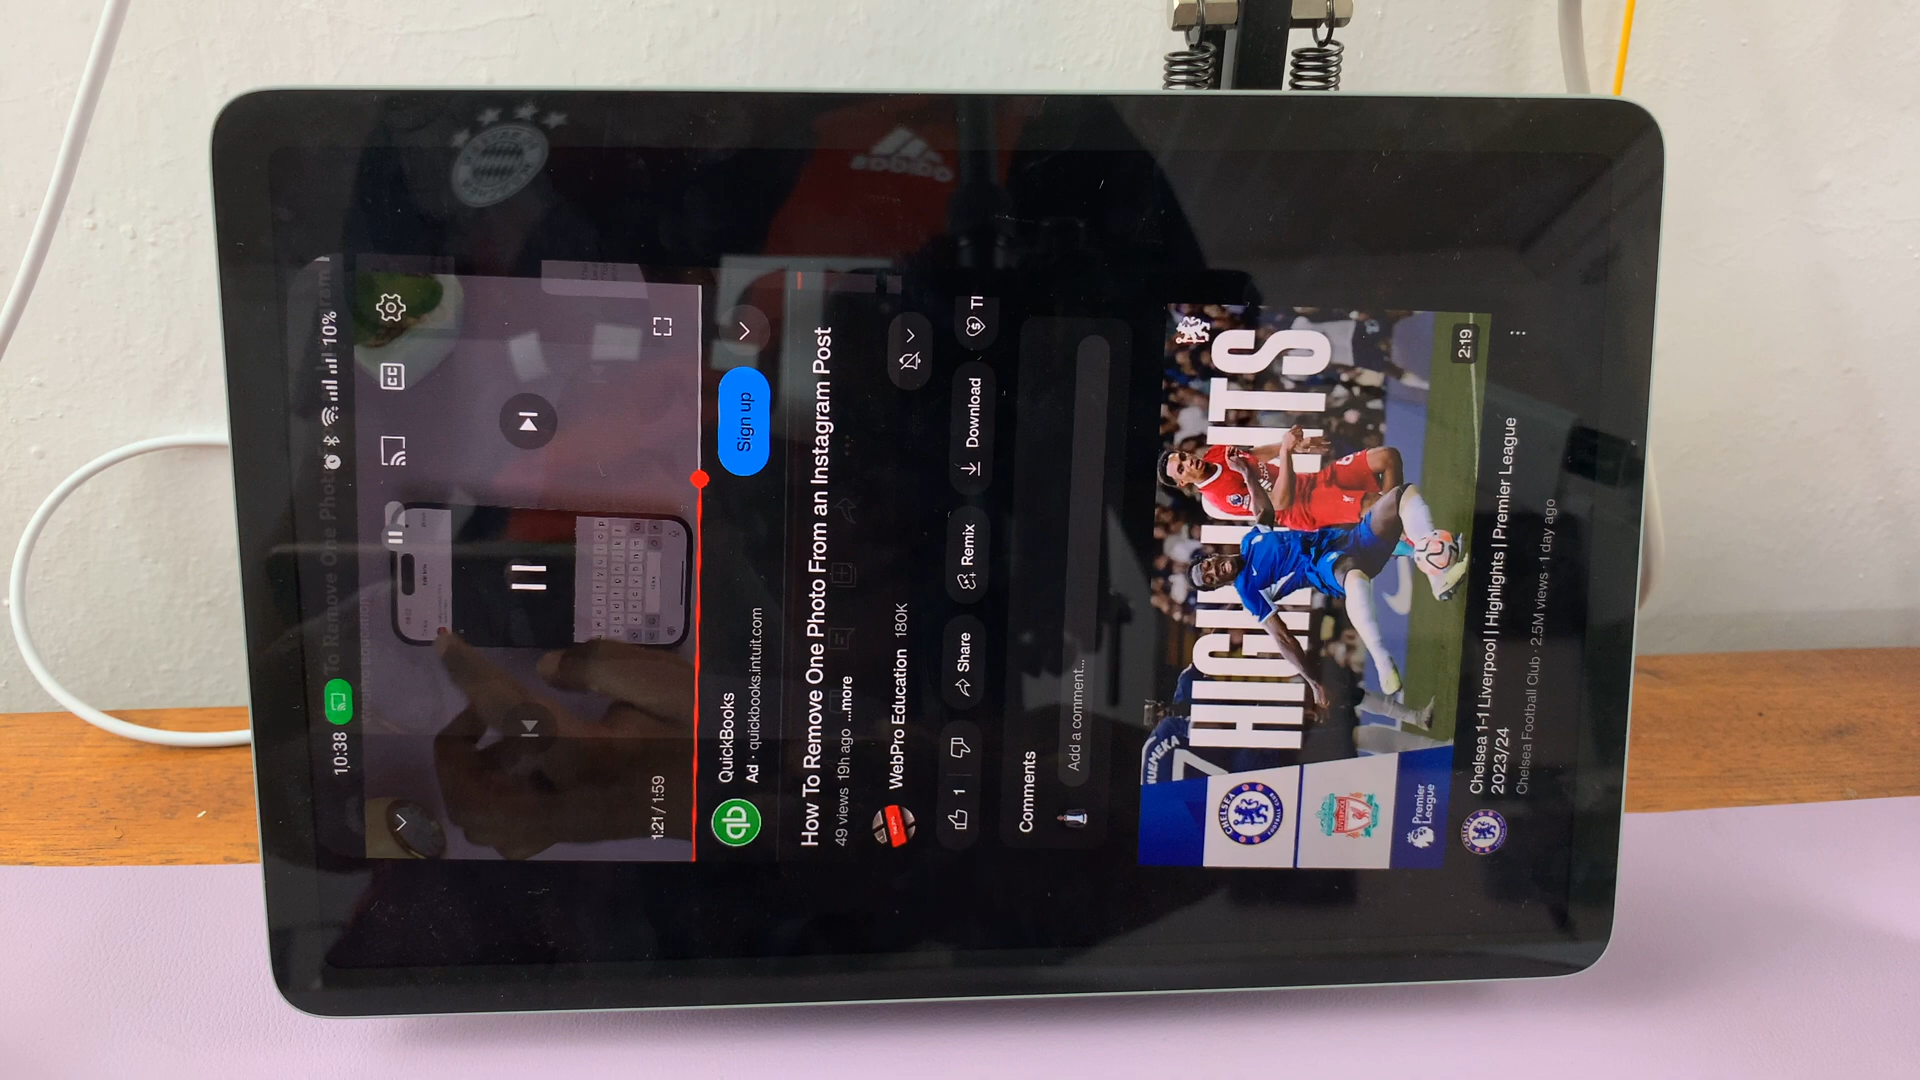 10:38
10%
1:21 / 1:59
QuickBooks
Ad · quickbooks.intuit.com
Sign up
How To Remove One Photo From an Instagram Post
49 views 19h ago ...more
WebPro Education 180K
1
Share
Remix
Download
Comments
Add a comment...
HIGHLIGHTS
7
CHELSEA
Premier
League
2:19
Chelsea 1-1 Liverpool | Highlights | Premier League
2023/24
Chelsea Football Club · 2.5M views · 1 day ago
adidas